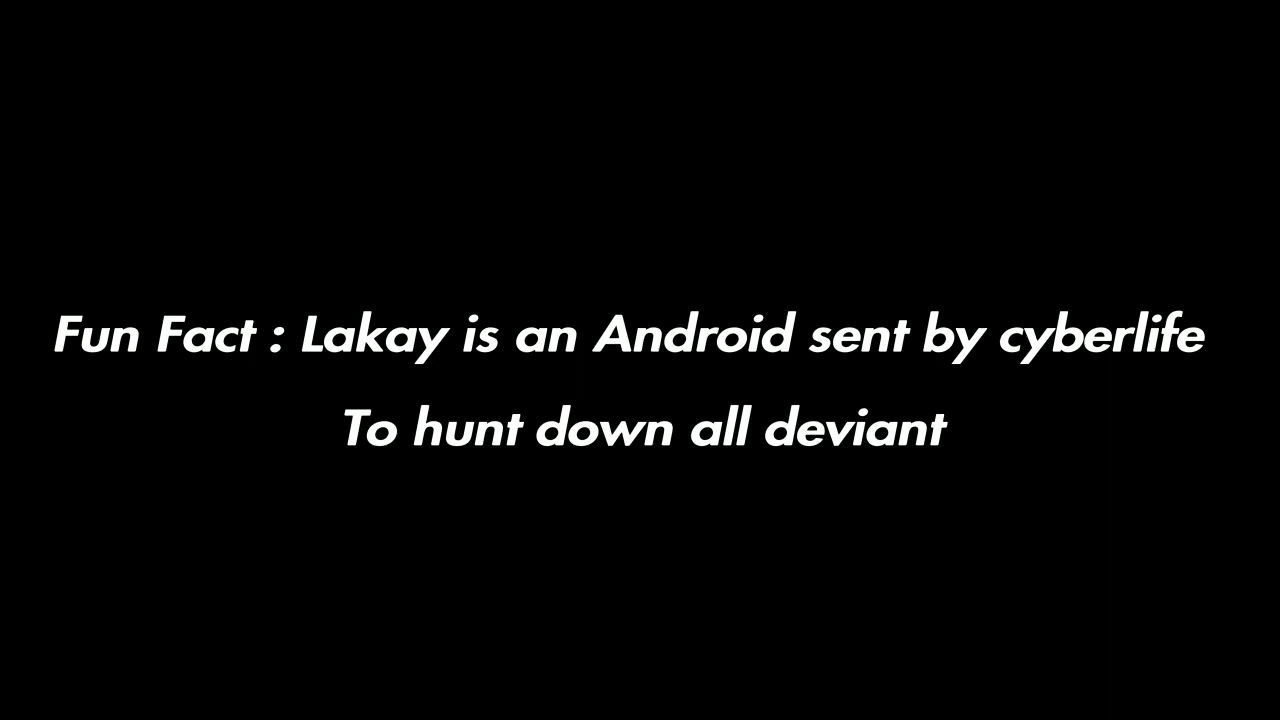 Fun Fact : Lakay is an Android sent by cyberlife
To hunt down all deviant